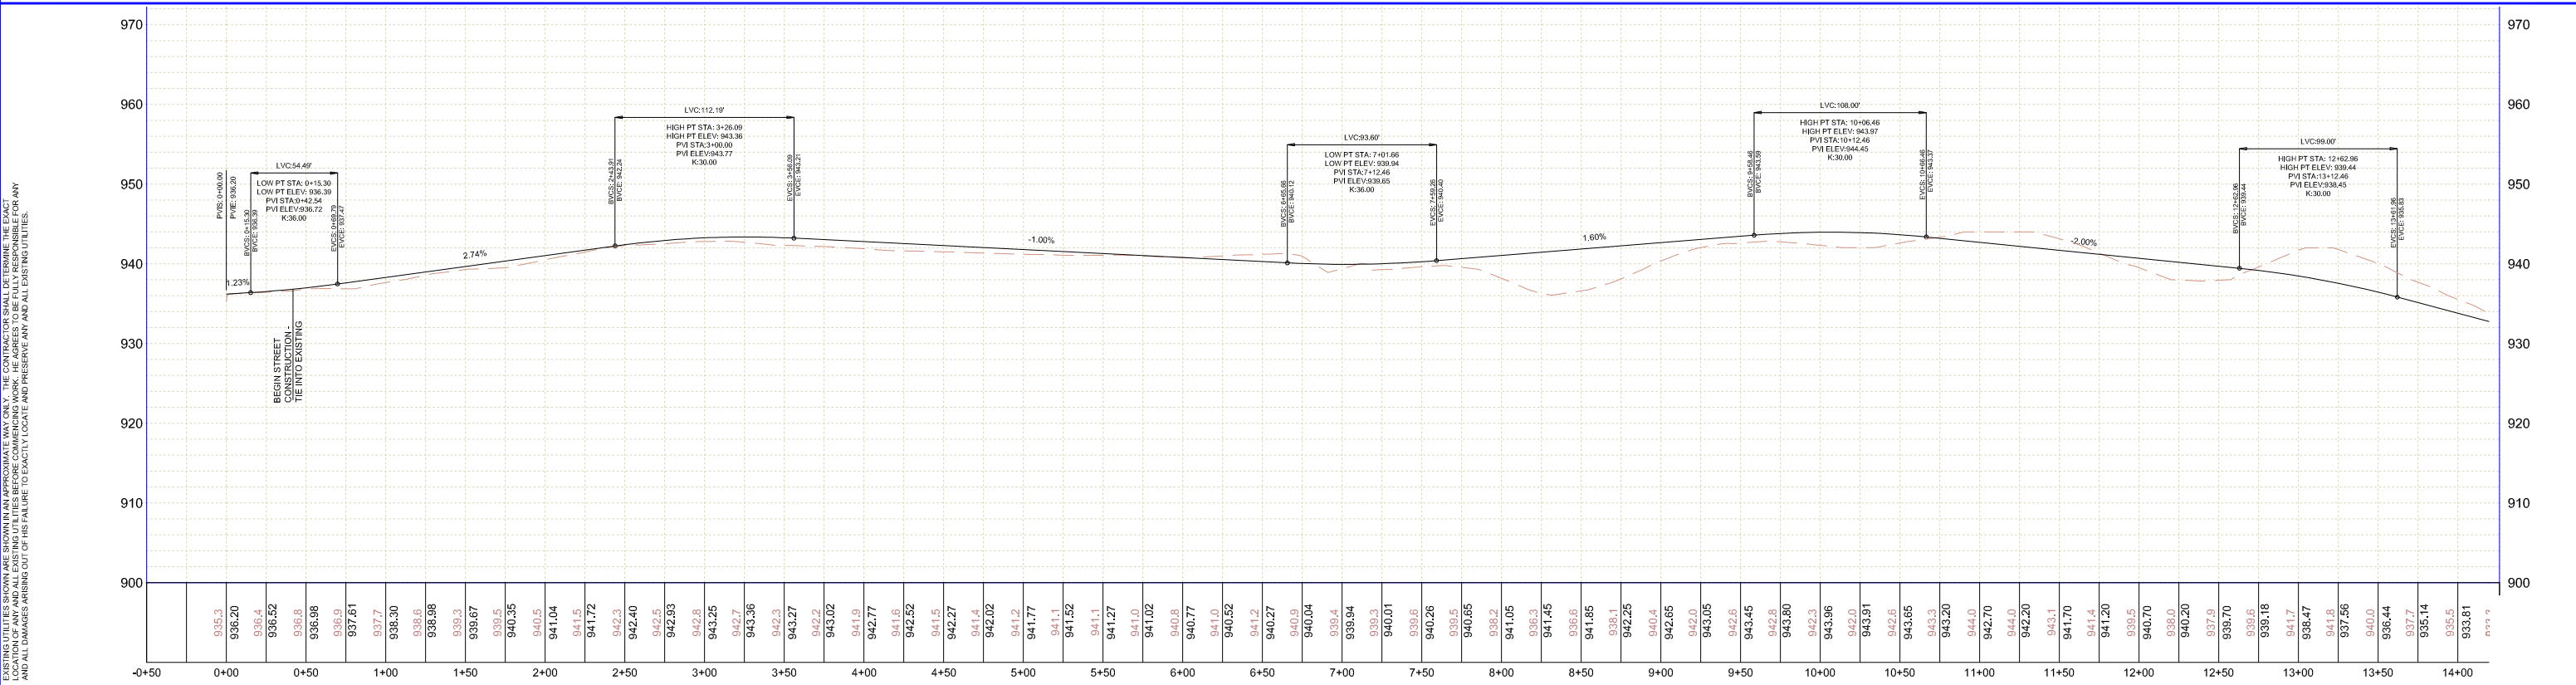 EXISTING UTILITIES SHOWN ARE SHOWN IN AN APPROXIMATE WAY ONLY. THE CONTRACTOR SHALL DETERMINE THE EXACT
LOCATION OF ANY AND ALL EXISTING UTILITIES BEFORE COMMENCING WORK. HE AGREES TO BE FULLY RESPONSIBLE FOR ANY
AND ALL DAMAGES ARISING OUT OF HIS FAILURE TO EXACTLY LOCATE AND PRESERVE ANY AND ALL EXISTING UTILITIES.
970
960
950
940
930
920
910
900
PVIS: 0+00.00
PVIE: 936.20
1.23%
LVC:54.49'
BVCS: 0+15.30
BVCE: 936.39
LOW PT STA: 0+15.30
LOW PT ELEV: 936.39
PVI STA:0+42.54
PVI ELEV:936.72
K:36.00
EVCS: 0+69.79
EVCE: 937.47
BEGIN STREET
CONSTRUCTION -
TIE INTO EXISTING
2.74%
LVC:112.19'
BVCS: 2+43.91
BVCE: 942.24
HIGH PT STA: 3+26.09
HIGH PT ELEV: 943.36
PVI STA:3+00.00
PVI ELEV:943.77
K:30.00
EVCS: 3+56.09
EVCE: 943.21
-1.00%
LVC:93.60'
BVCS: 6+65.66
BVCE: 940.12
LOW PT STA: 7+01.66
LOW PT ELEV: 939.94
PVI STA:7+12.46
PVI ELEV:939.65
K:36.00
EVCS: 7+59.26
EVCE: 940.40
1.60%
LVC:108.00'
BVCS: 9+58.46
BVCE: 943.59
HIGH PT STA: 10+06.46
HIGH PT ELEV: 943.97
PVI STA:10+12.46
PVI ELEV:944.45
K:30.00
EVCS: 10+66.46
EVCE: 943.37
-2.00%
LVC:99.00'
BVCS: 12+62.96
BVCE: 939.44
HIGH PT STA: 12+62.96
HIGH PT ELEV: 939.44
PVI STA:13+12.46
PVI ELEV:938.45
K:30.00
EVCS: 13+61.96
EVCE: 935.83
970
960
950
940
930
920
910
900
935.3 936.20
936.4 936.52
936.8 936.98
936.9 937.61
937.7 938.30
938.6 938.98
939.3 939.67
939.5 940.35
940.5 941.04
941.5 941.72
942.3 942.40
942.5 942.93
942.8 943.25
942.7 943.36
942.4 943.27
942.2 943.02
941.9 942.77
941.6 942.52
941.5 942.27
941.4 942.02
941.2 941.77
941.1 941.52
941.1 941.27
941.0 941.02
940.8 940.77
941.0 940.52
941.2 940.27
940.9 940.04
939.4 939.94
939.3 940.01
939.6 940.26
939.5 940.65
938.2 941.05
936.3 941.45
936.6 941.85
938.1 942.25
940.4 942.65
942.0 943.05
942.7 943.45
942.8 943.80
942.3 943.96
942.0 943.91
942.6 943.65
943.3 943.20
944.0 942.70
944.0 942.20
943.1 941.70
941.4 941.20
939.5 940.70
938.0 940.20
937.9 939.70
939.6 939.18
941.7 938.47
941.8 937.56
940.0 936.44
937.7 935.14
935.5 933.81
-0+50 0+00 0+50 1+00 1+50 2+00 2+50 3+00 3+50 4+00 4+50 5+00 5+50 6+00 6+50 7+00 7+50 8+00 8+50 9+00 9+50 10+00 10+50 11+00 11+50 12+00 12+50 13+00 13+50 14+00